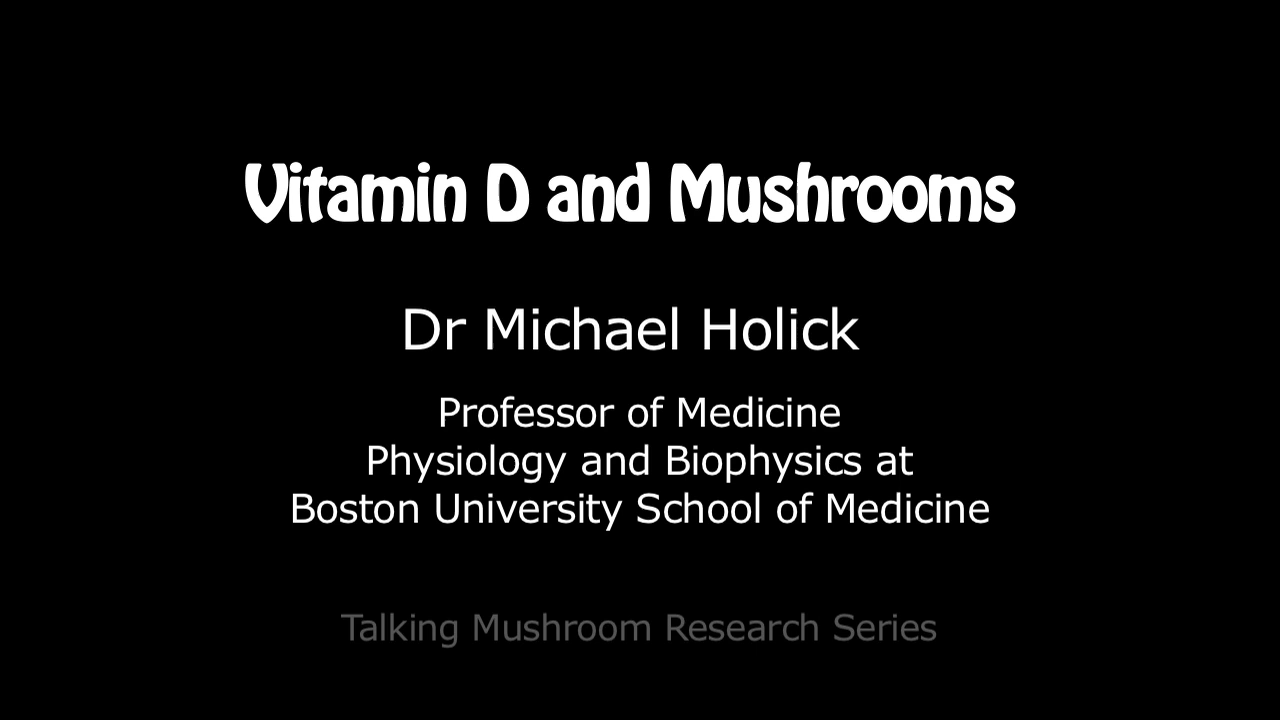 Vitamin D and Mushrooms
Dr Michael Holick
Professor of Medicine
Physiology and Biophysics at
Boston University School of Medicine
Talking Mushroom Research Series